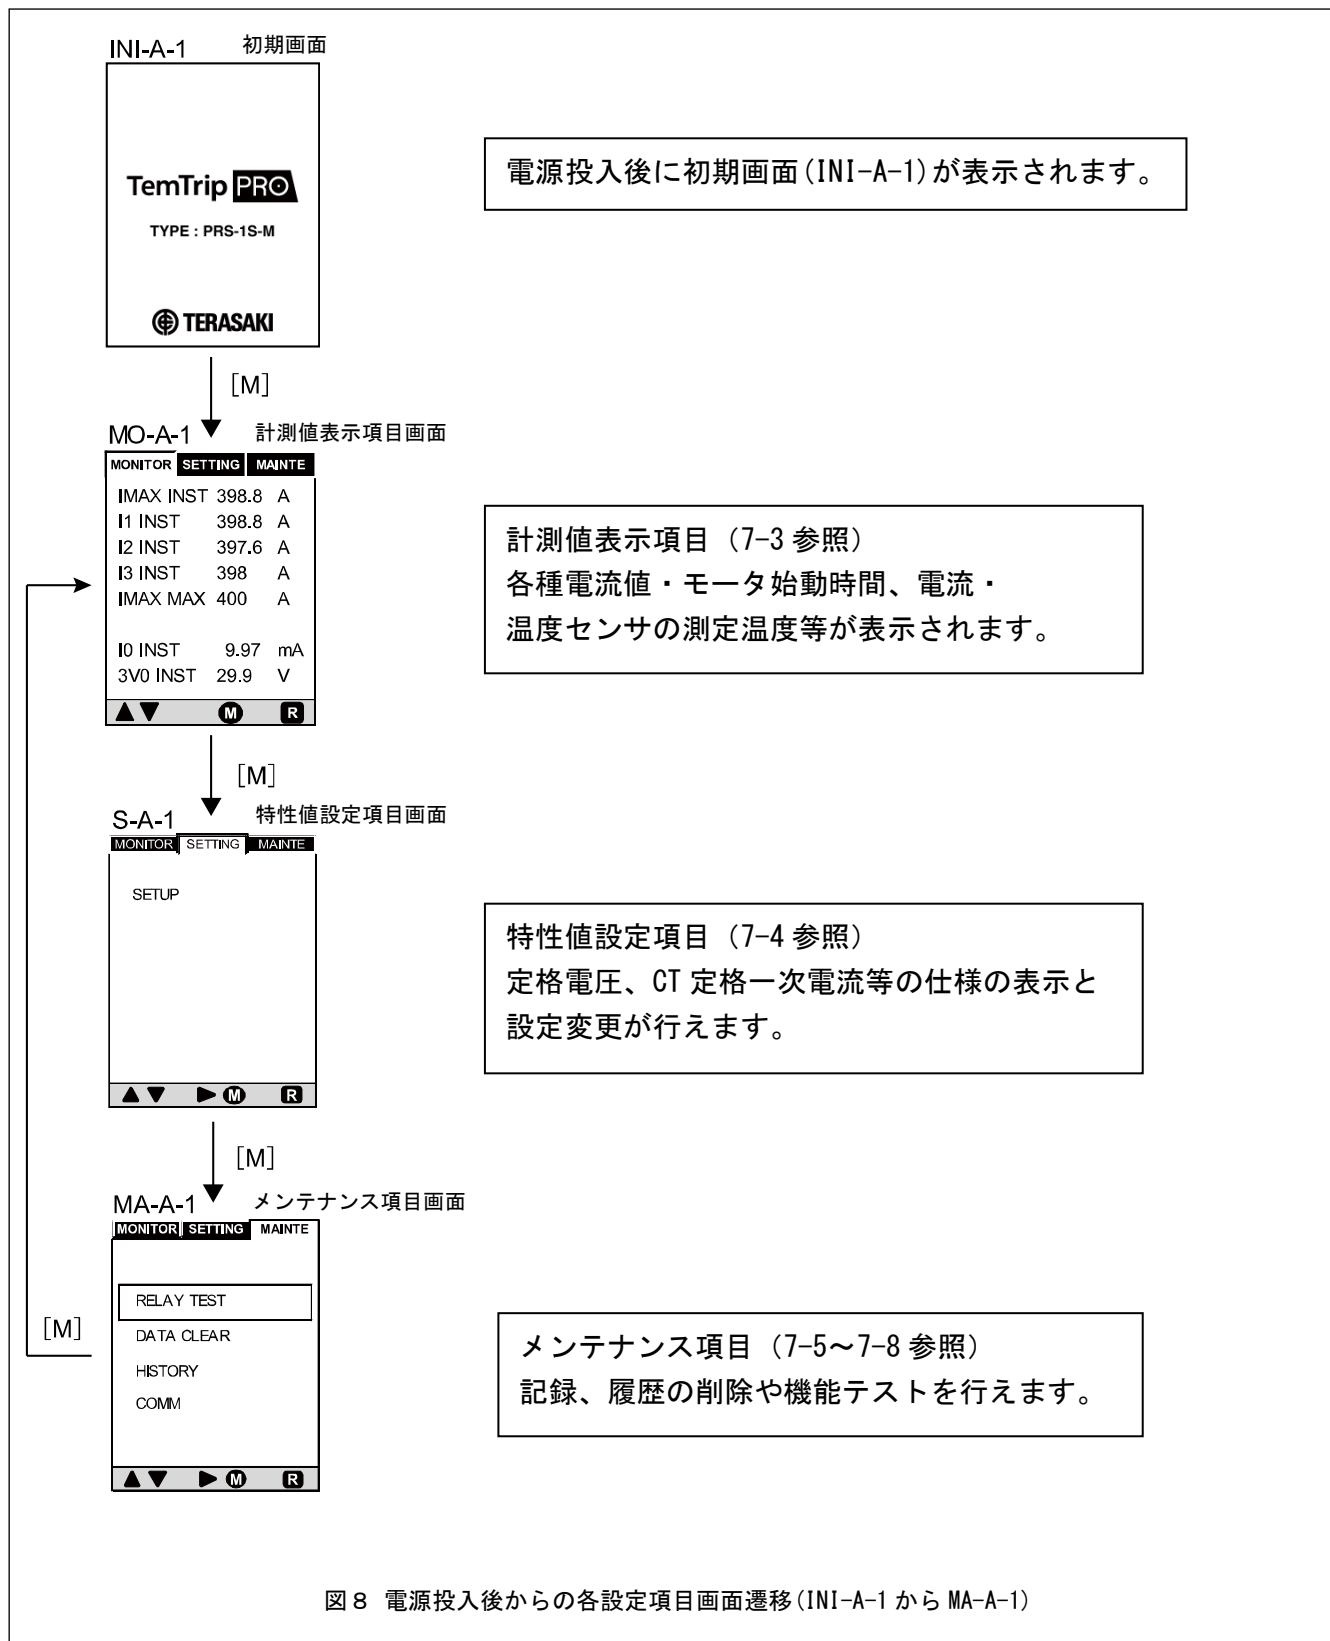 INI-A-1 初期画面
TemTrip PRO
TYPE : PRS-1S-M
TERASAKI
電源投入後に初期画面(INI-A-1)が表示されます。
[M]
MO-A-1 計測値表示項目画面
MONITOR SETTING MAINTE
IMAX INST 398.8 A
I1 INST 398.8 A
I2 INST 397.6 A
I3 INST 398 A
IMAX MAX 400 A
I0 INST 9.97 mA
3V0 INST 29.9 V
▲▼ M R
計測値表示項目（7-3 参照）
各種電流値・モータ始動時間、電流・
温度センサの測定温度等が表示されます。
[M]
S-A-1 特性値設定項目画面
MONITOR SETTING MAINTE
SETUP
▲▼ ▶ M R
特性値設定項目（7-4 参照）
定格電圧、CT 定格一次電流等の仕様の表示と
設定変更が行えます。
[M]
MA-A-1 メンテナンス項目画面
MONITOR SETTING MAINTE
RELAY TEST
DATA CLEAR
HISTORY
COMM
▲▼ ▶ M R
[M]
メンテナンス項目（7-5～7-8 参照）
記録、履歴の削除や機能テストを行えます。
図８ 電源投入後からの各設定項目画面遷移(INI-A-1 から MA-A-1)